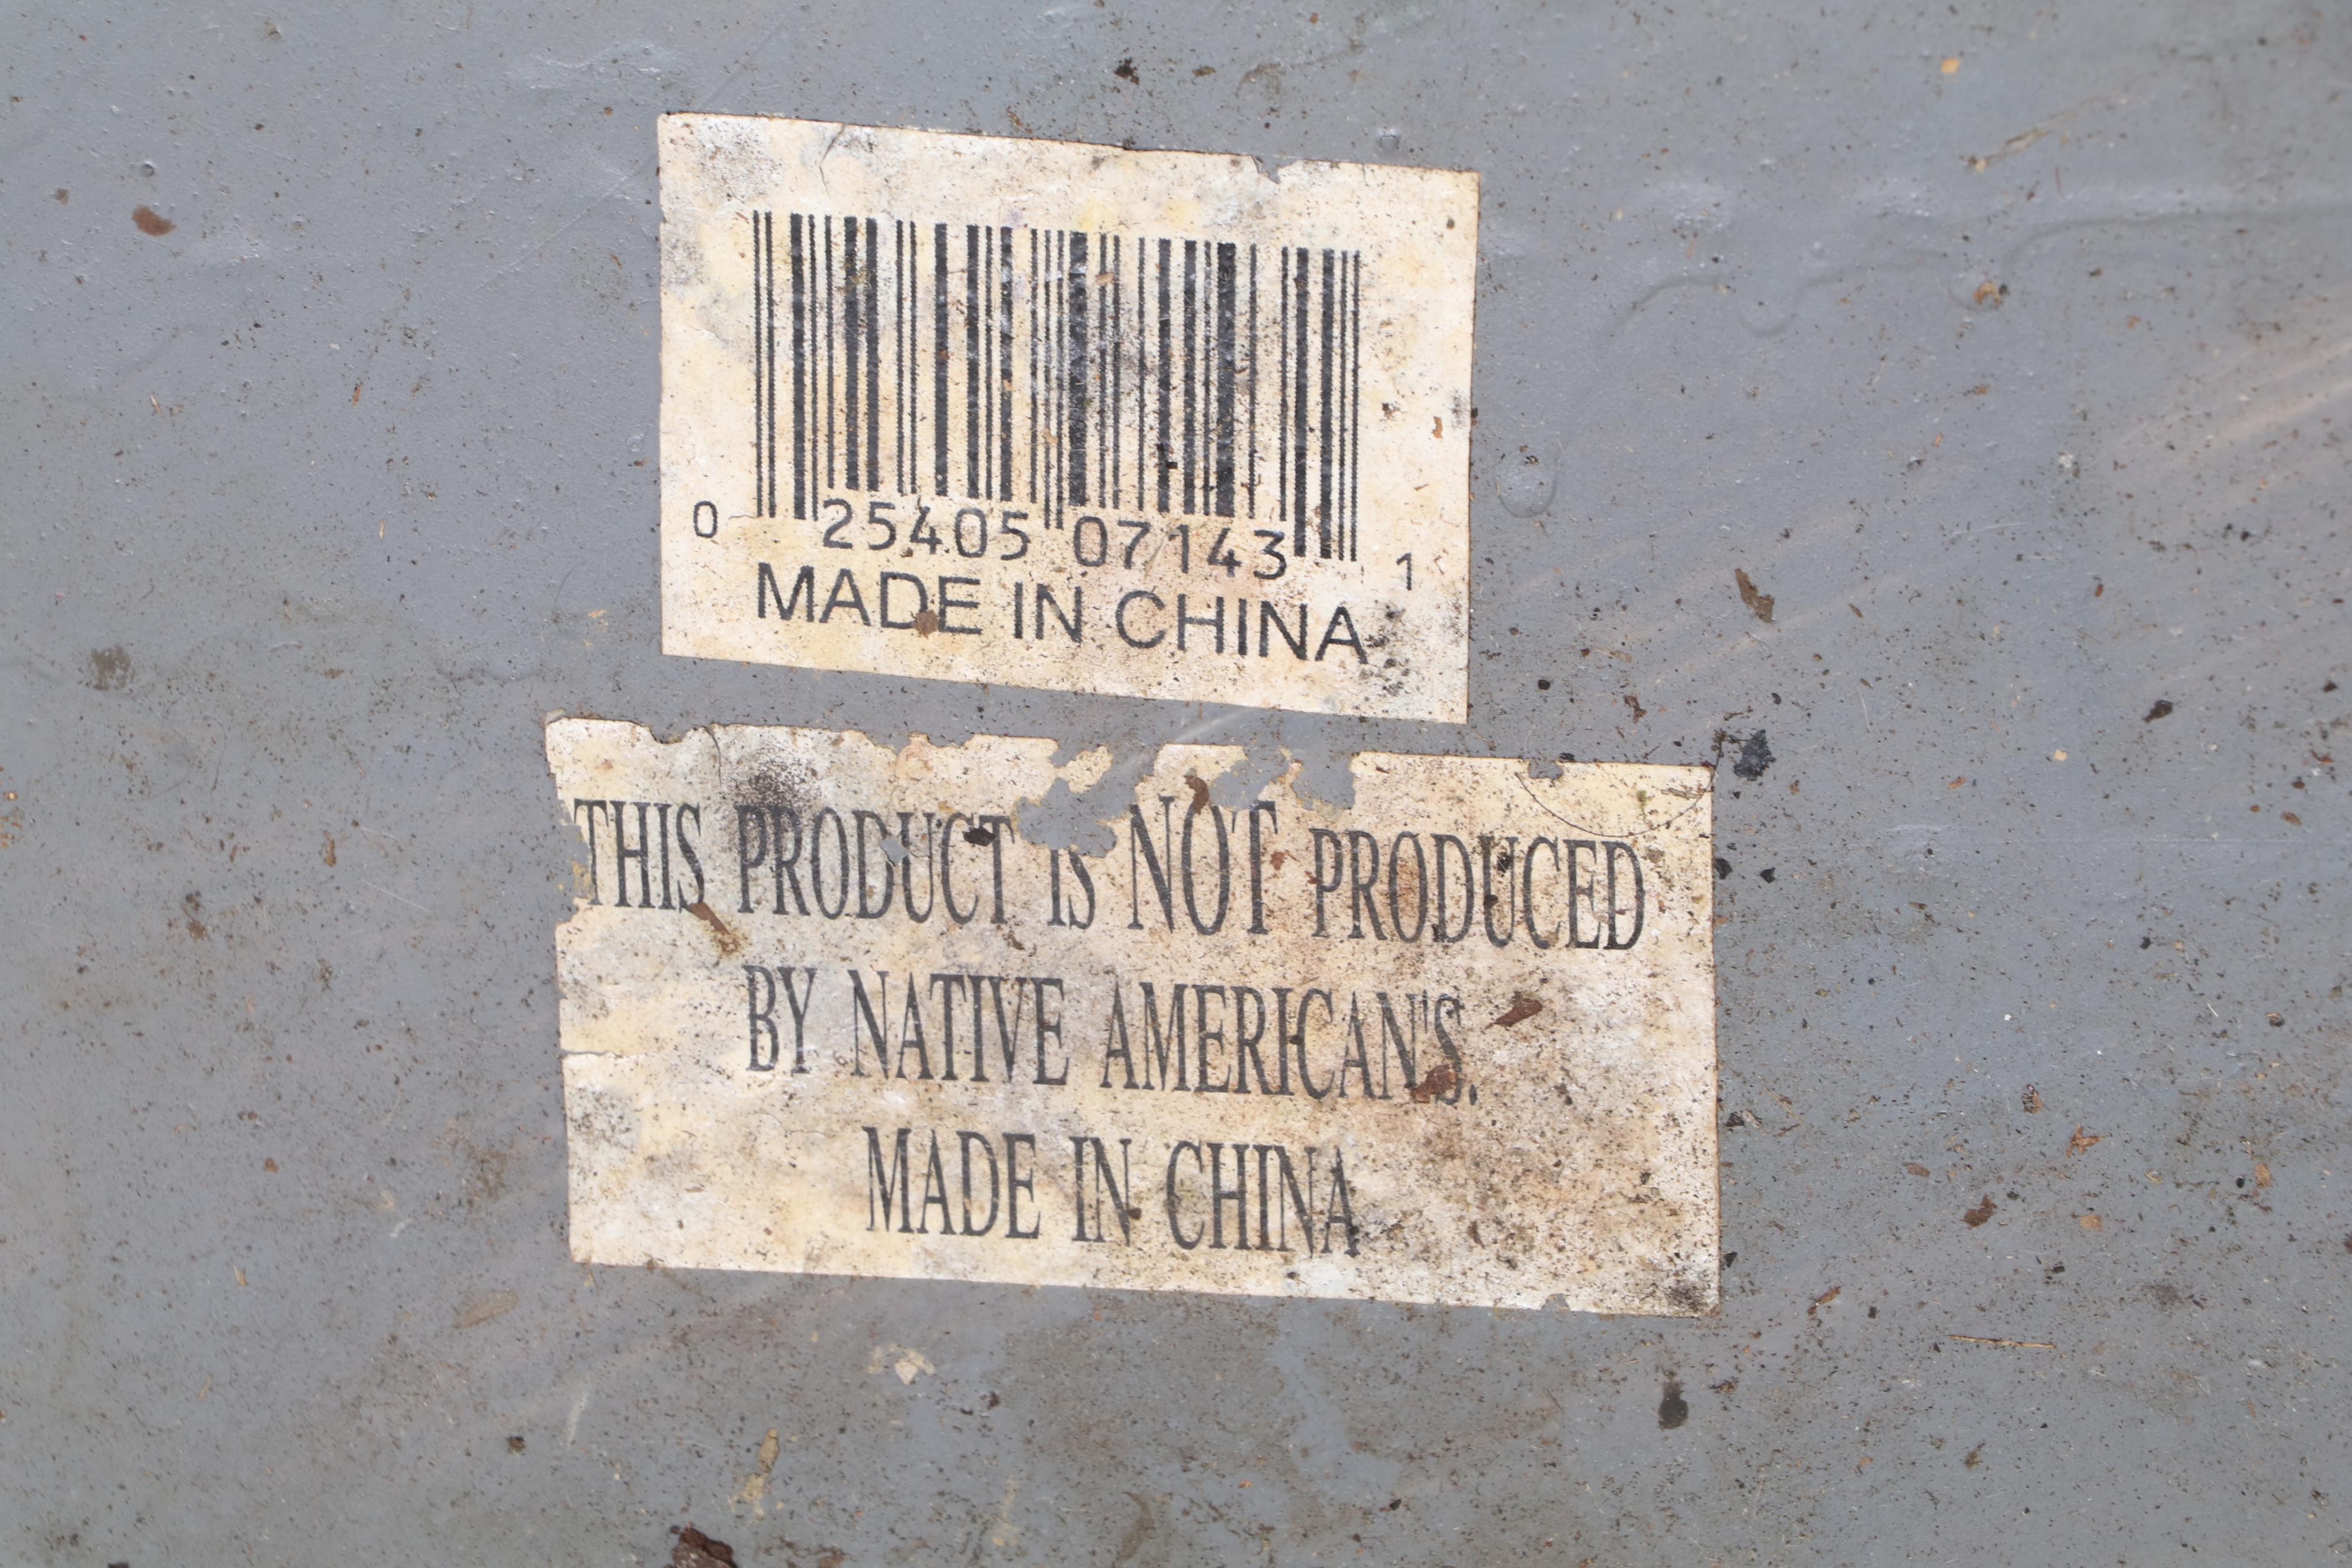 0 25405 07143 1
MADE IN CHINA
THIS PRODUCT IS NOT PRODUCED
BY NATIVE AMERICAN'S.
MADE IN CHINA